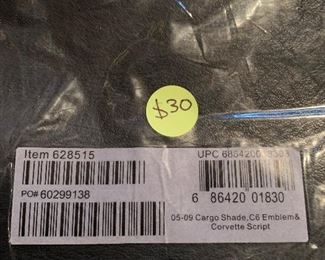 $30
Item 628515
UPC
PO# 60299138
6 86420 01830
05-09 Cargo Shade,C6 Emblem&
Corvette Script